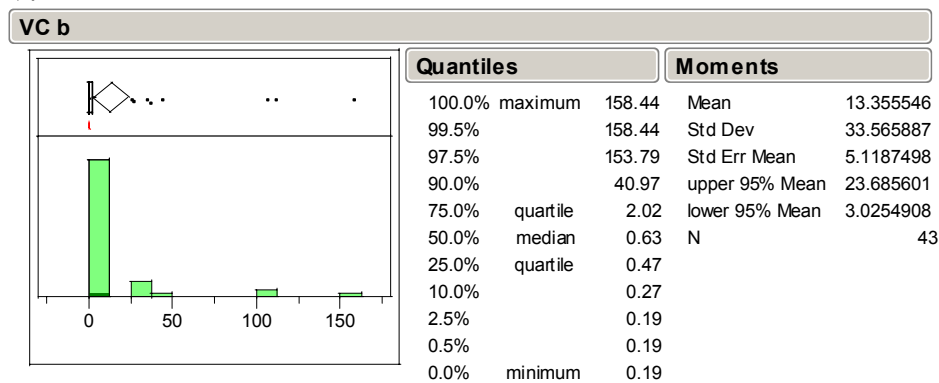 VC b
0 50 100 150
Quantiles
100.0% maximum 158.44
99.5% 158.44
97.5% 153.79
90.0% 40.97
75.0% quartile 2.02
50.0% median 0.63
25.0% quartile 0.47
10.0% 0.27
2.5% 0.19
0.5% 0.19
0.0% minimum 0.19
Moments
Mean 13.355546
Std Dev 33.565887
Std Err Mean 5.1187498
upper 95% Mean 23.685601
lower 95% Mean 3.0254908
N 43